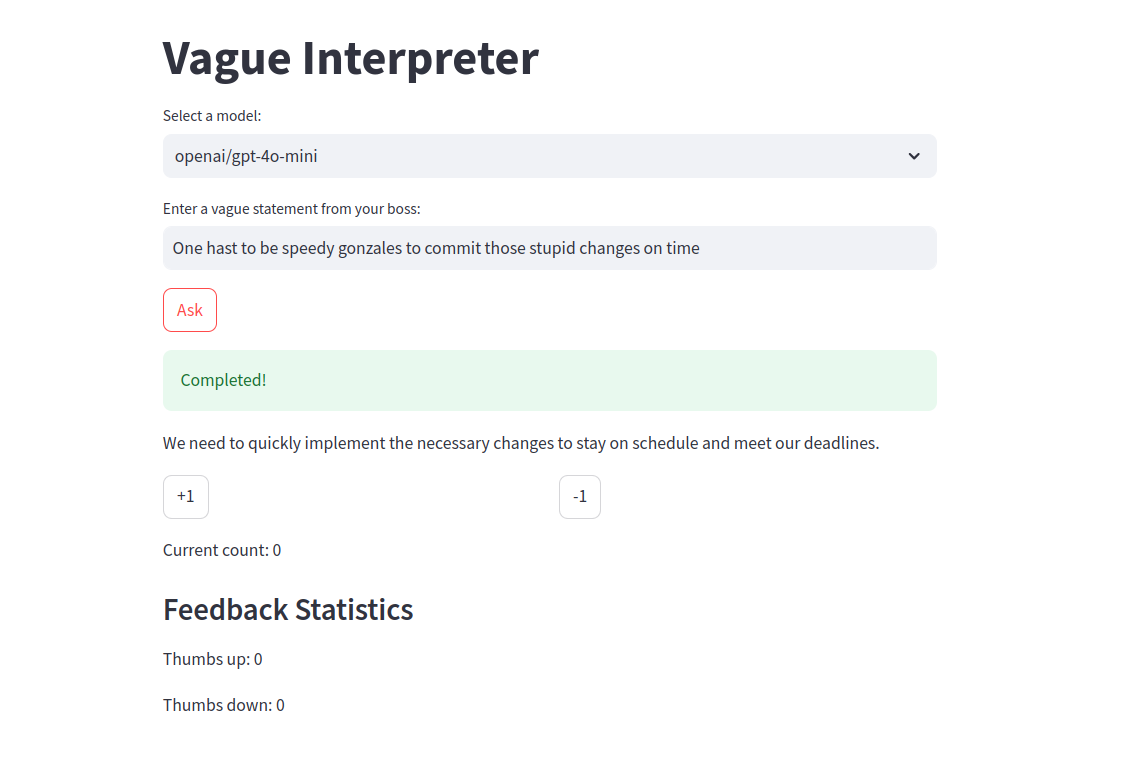 Vague Interpreter
Select a model:
openai/gpt-4o-mini
Enter a vague statement from your boss:
One hast to be speedy gonzales to commit those stupid changes on time
Ask
Completed!
We need to quickly implement the necessary changes to stay on schedule and meet our deadlines.
+1 -1
Current count: 0
Feedback Statistics
Thumbs up: 0
Thumbs down: 0